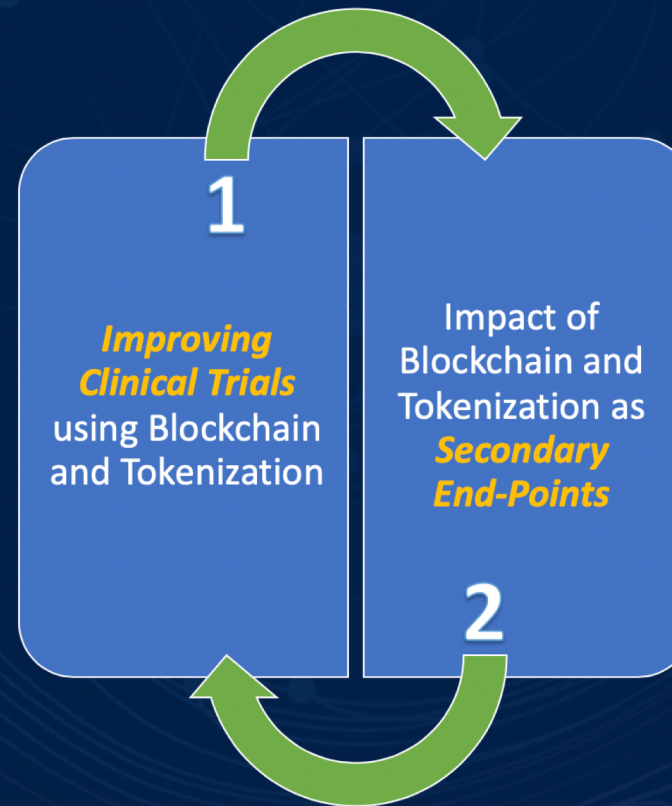 1
Improving
Clinical Trials
using Blockchain
and Tokenization
Impact of
Blockchain and
Tokenization as
Secondary
End-Points
2